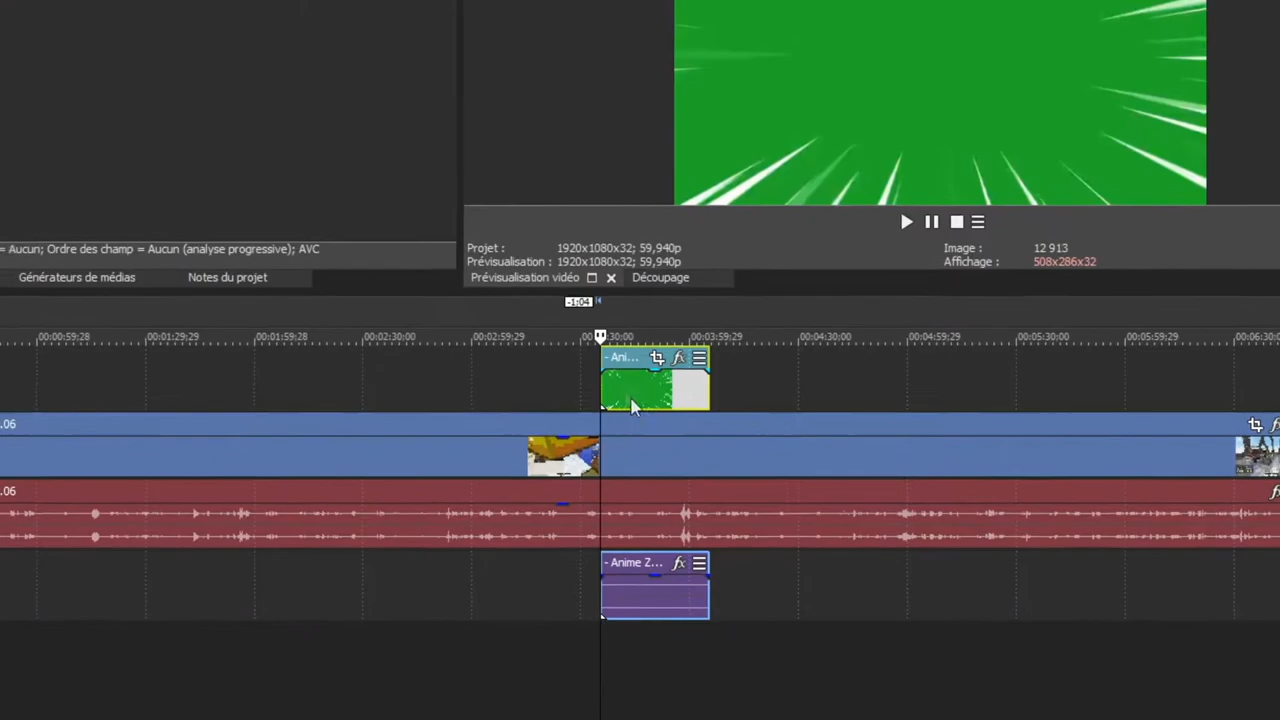 = Aucun; Ordre des champ = Aucun (analyse progressive); AVC
Générateurs de médias
Notes du projet
Projet : 1920x1080x32; 59,940p
Prévisualisation : 1920x1080x32; 59,940p
Image : 12 913
Affichage : 508x286x32
Prévisualisation vidéo
Découpage
-1;04
00:00:59;28 00:01:29;29 00:01:59;28 00:02:30;00 00:02:59;29 00:03:59;29 00:04:30;00 00:04:59;29 00:05:30;00 00:05:59;29
- Ani... fx
.06
.06
- Anime Z... fx